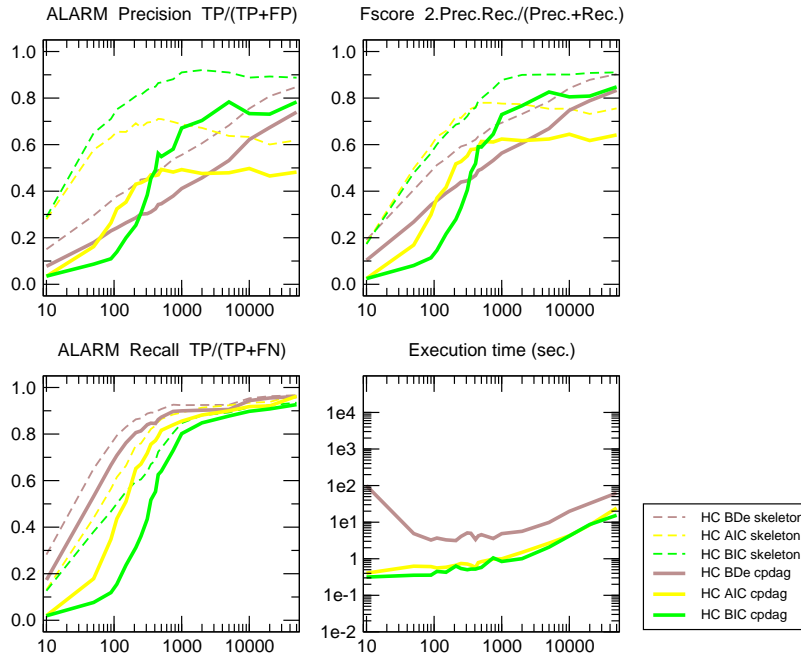 ALARM Precision TP/(TP+FP)
Fscore 2.Prec.Rec./(Prec.+Rec.)
1.0
0.8
0.6
0.4
0.2
0.0
10
100
1000
10000
1.0
0.8
0.6
0.4
0.2
0.0
10
100
1000
10000
ALARM Recall TP/(TP+FN)
Execution time (sec.)
1.0
0.8
0.6
0.4
0.2
0.0
10
100
1000
10000
1e4
1e3
1e+2
1e+1
1
1e-1
1e-2
10
100
1000
10000
HC BDe skeleton
HC AIC skeleton
HC BIC skeleton
HC BDe cpdag
HC AIC cpdag
HC BIC cpdag